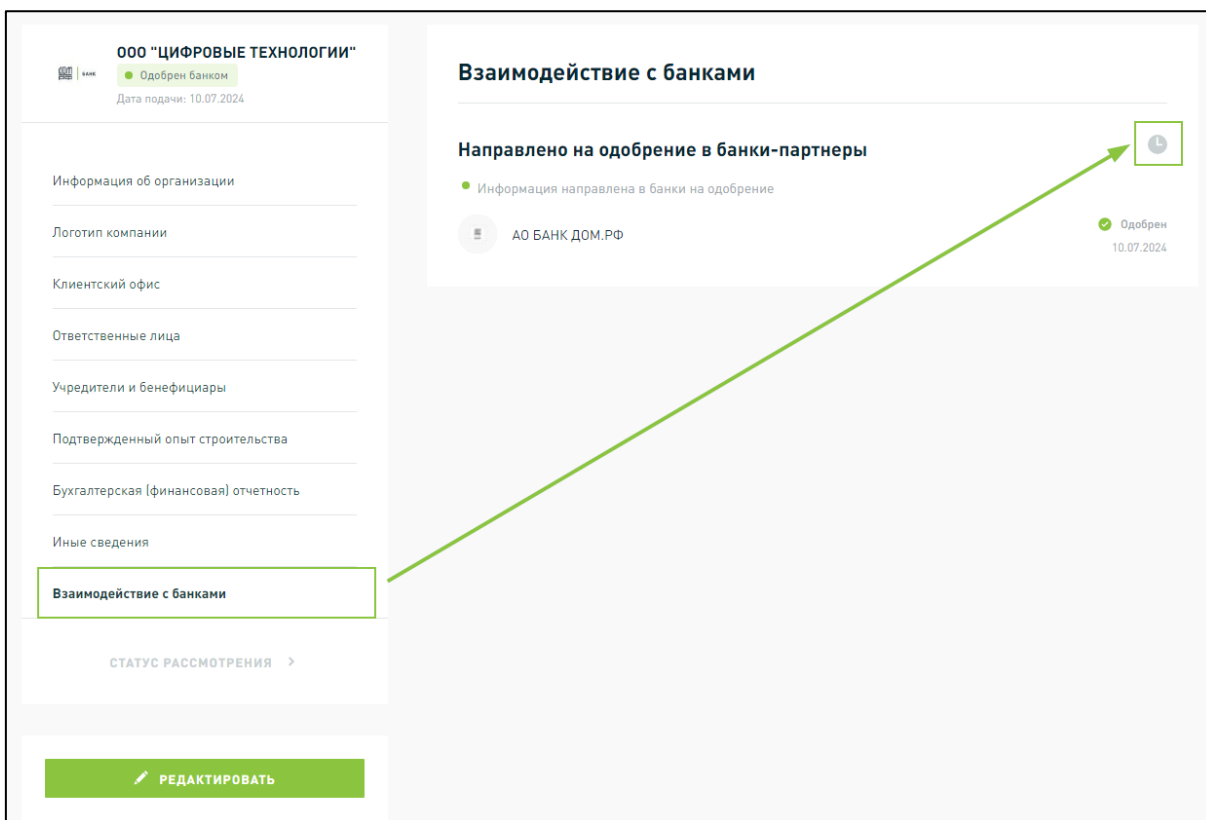 ООО "ЦИФРОВЫЕ ТЕХНОЛОГИИ"
БАНК
Одобрен банком
Дата подачи: 10.07.2024
Информация об организации
Логотип компании
Клиентский офис
Ответственные лица
Учредители и бенефициары
Подтвержденный опыт строительства
Бухгалтерская (финансовая) отчетность
Иные сведения
Взаимодействие с банками
СТАТУС РАССМОТРЕНИЯ
РЕДАКТИРОВАТЬ
Взаимодействие с банками
Направлено на одобрение в банки-партнеры
Информация направлена в банки на одобрение
АО БАНК ДОМ.РФ
Одобрен
10.07.2024